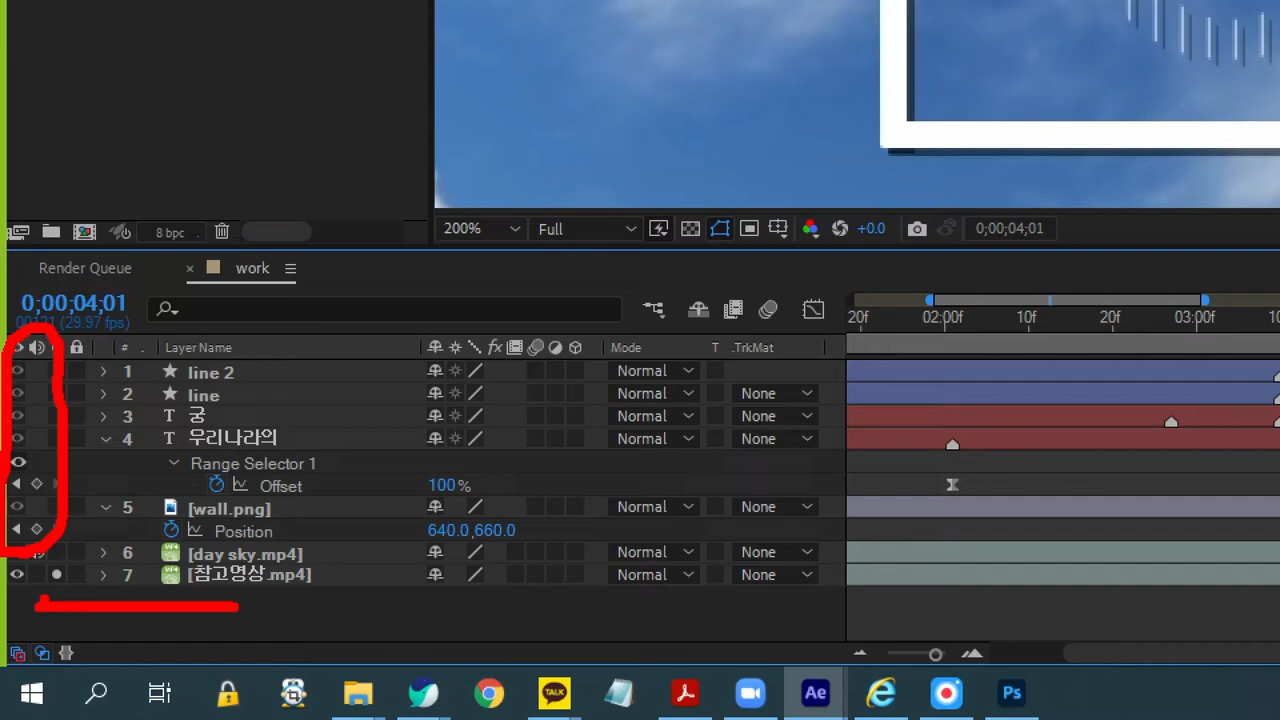 8 bpc
200%
Full
+0.0
0;00;04;01
Render Queue
× work
0;00;04;01
(29.97 fps)
20f 02:00f 10f 20f 03:00f
# Layer Name
fx
Mode T .TrkMat
1 line 2 Normal
2 line Normal None
3 T 궁 Normal None
4 T 우리나라의 Normal None
Range Selector 1
Offset 100%
5 [wall.png] Normal None
Position 640.0,660.0
6 [day sky.mp4] Normal None
7 [참고영상.mp4] Normal None
TALK
Ae
Ps